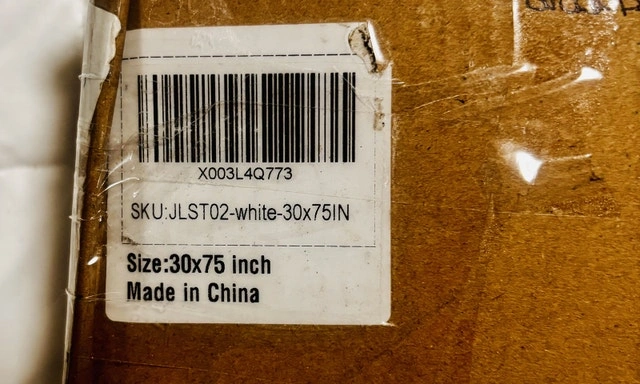 X003L4Q773
SKU:JLST02-white-30x75IN
Size:30x75 inch
Made in China